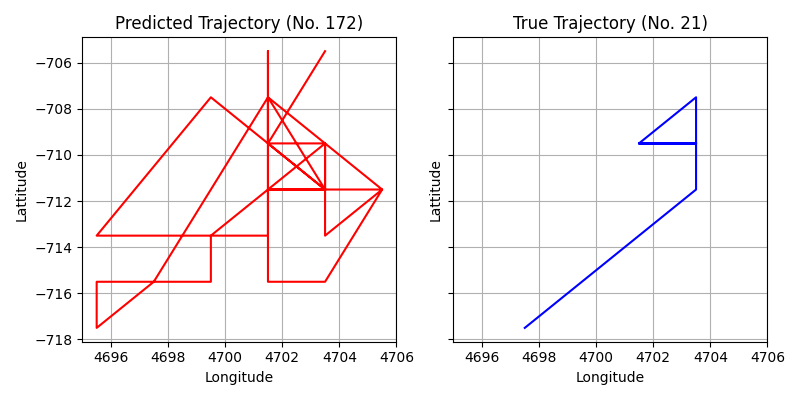 Predicted Trajectory (No. 172)
True Trajectory (No. 21)
Lattitude
−706
−708
−710
−712
−714
−716
−718
4696 4698 4700 4702 4704 4706
Longitude
Lattitude
4696 4698 4700 4702 4704 4706
Longitude